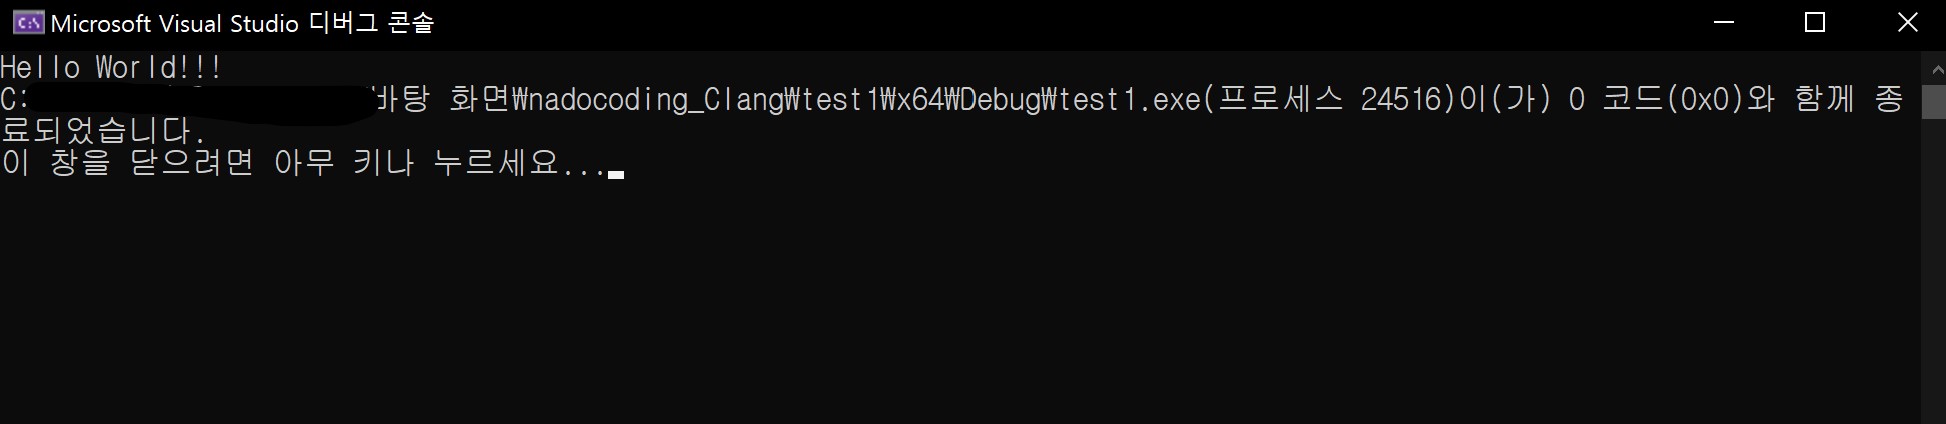 Microsoft Visual Studio 디버그 콘솔
Hello World!!!
C: 바탕 화면₩nadocoding_Clang₩test1₩x64₩Debug₩test1.exe(프로세스 24516)이(가) 0 코드(0x0)와 함께 종
료되었습니다.
이 창을 닫으려면 아무 키나 누르세요...